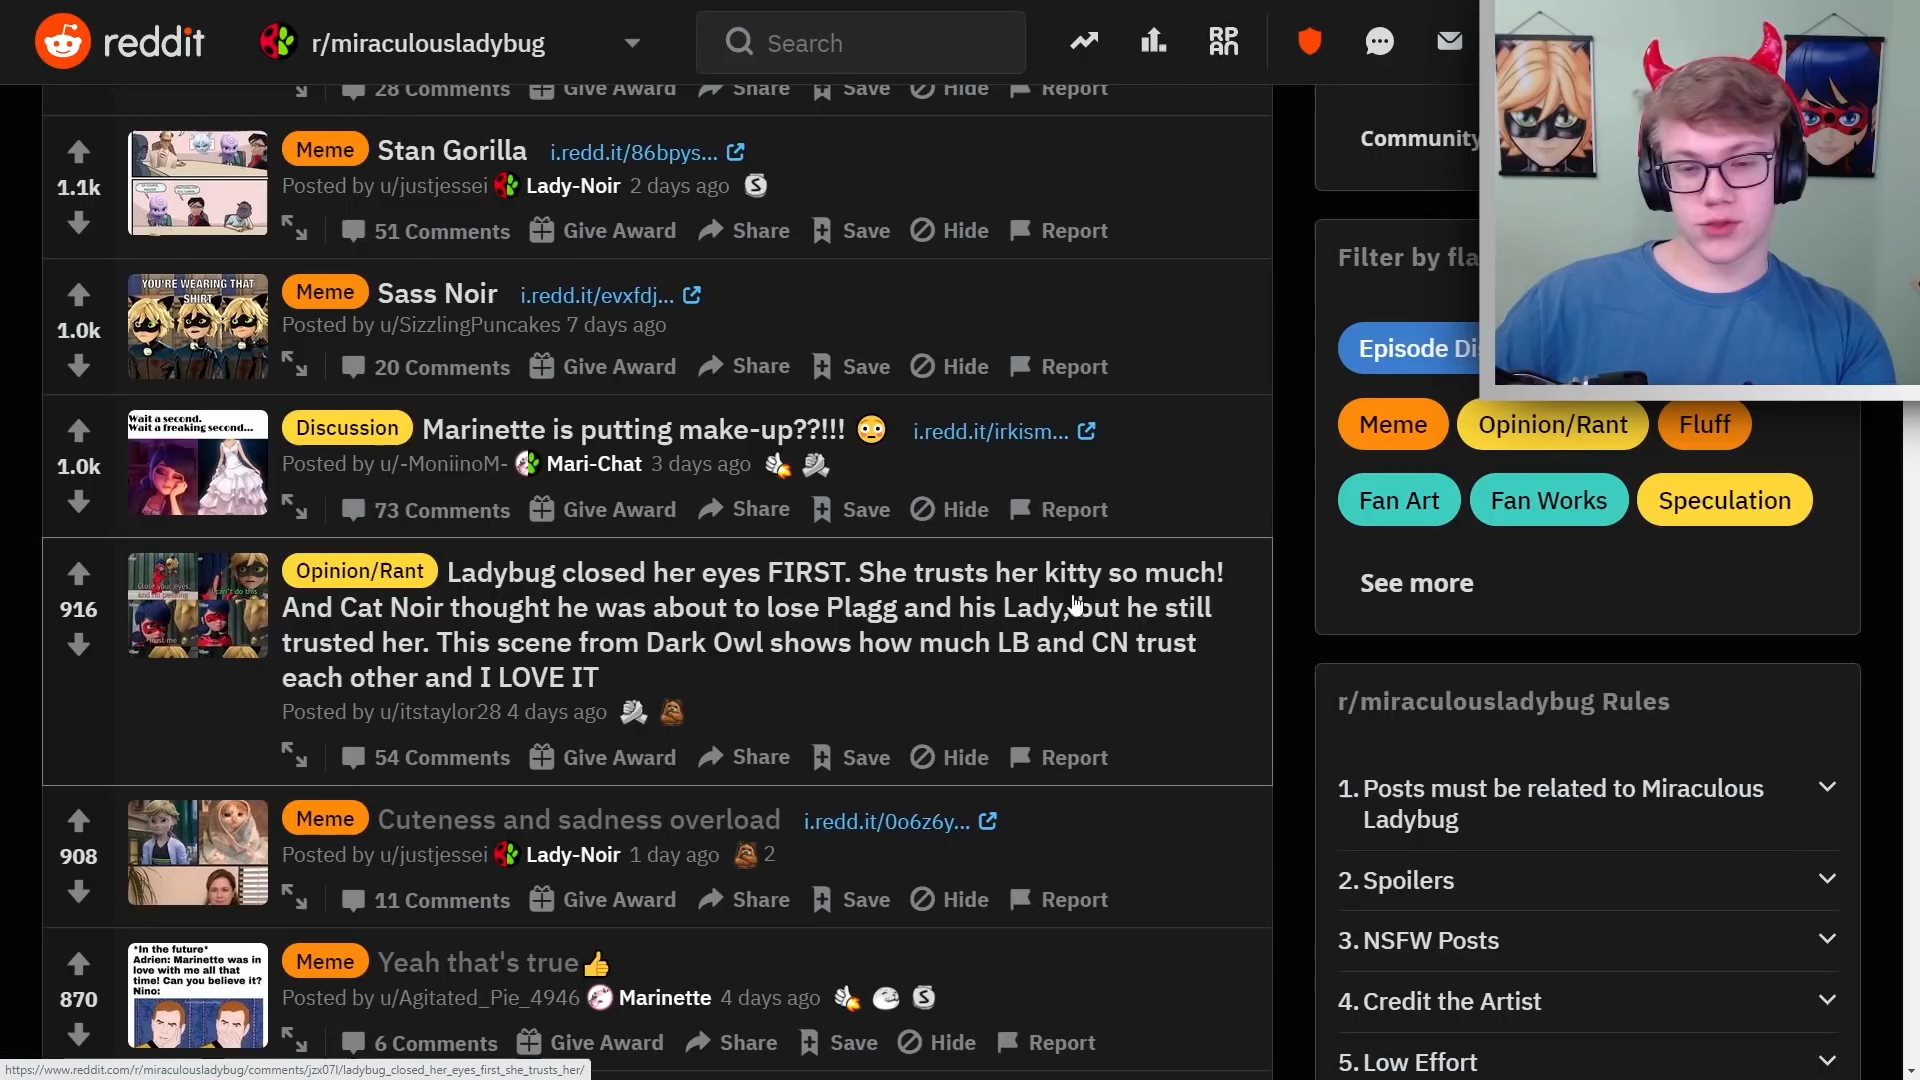 reddit
r/miraculousladybug
Search
RPAN
28 Comments Give Award Share Save Hide Report
1.1k
Meme Stan Gorilla i.redd.it/86bpys...
Posted by u/justjessei Lady-Noir 2 days ago
51 Comments Give Award Share Save Hide Report
1.0k
YOU'RE WEARING THAT SHIRT
Meme Sass Noir i.redd.it/evxfdj...
Posted by u/SizzlingPuncakes 7 days ago
20 Comments Give Award Share Save Hide Report
1.0k
Wait a second.
Wait a freaking second...
Discussion Marinette is putting make-up??!!! 😳 i.redd.it/irkism...
Posted by u/-MoniinoM- Mari-Chat 3 days ago
73 Comments Give Award Share Save Hide Report
916
Opinion/Rant Ladybug closed her eyes FIRST. She trusts her kitty so much!
And Cat Noir thought he was about to lose Plagg and his Lady, but he still
trusted her. This scene from Dark Owl shows how much LB and CN trust
each other and I LOVE IT
Posted by u/itstaylor28 4 days ago
54 Comments Give Award Share Save Hide Report
908
Meme Cuteness and sadness overload i.redd.it/0o6z6y...
Posted by u/justjessei Lady-Noir 1 day ago 2
11 Comments Give Award Share Save Hide Report
870
*In the future*
Adrien: Marinette was in
love with me all that
time! Can you believe it?
Nino:
Meme Yeah that's true👍
Posted by u/Agitated_Pie_4946 Marinette 4 days ago
6 Comments Give Award Share Save Hide Report
https://www.reddit.com/r/miraculousladybug/comments/jzx07l/ladybug_closed_her_eyes_first_she_trusts_her/
Community
Filter by fla
Episode Di
Meme Opinion/Rant Fluff
Fan Art Fan Works Speculation
See more
r/miraculousladybug Rules
1. Posts must be related to Miraculous
Ladybug
2. Spoilers
3. NSFW Posts
4. Credit the Artist
5. Low Effort